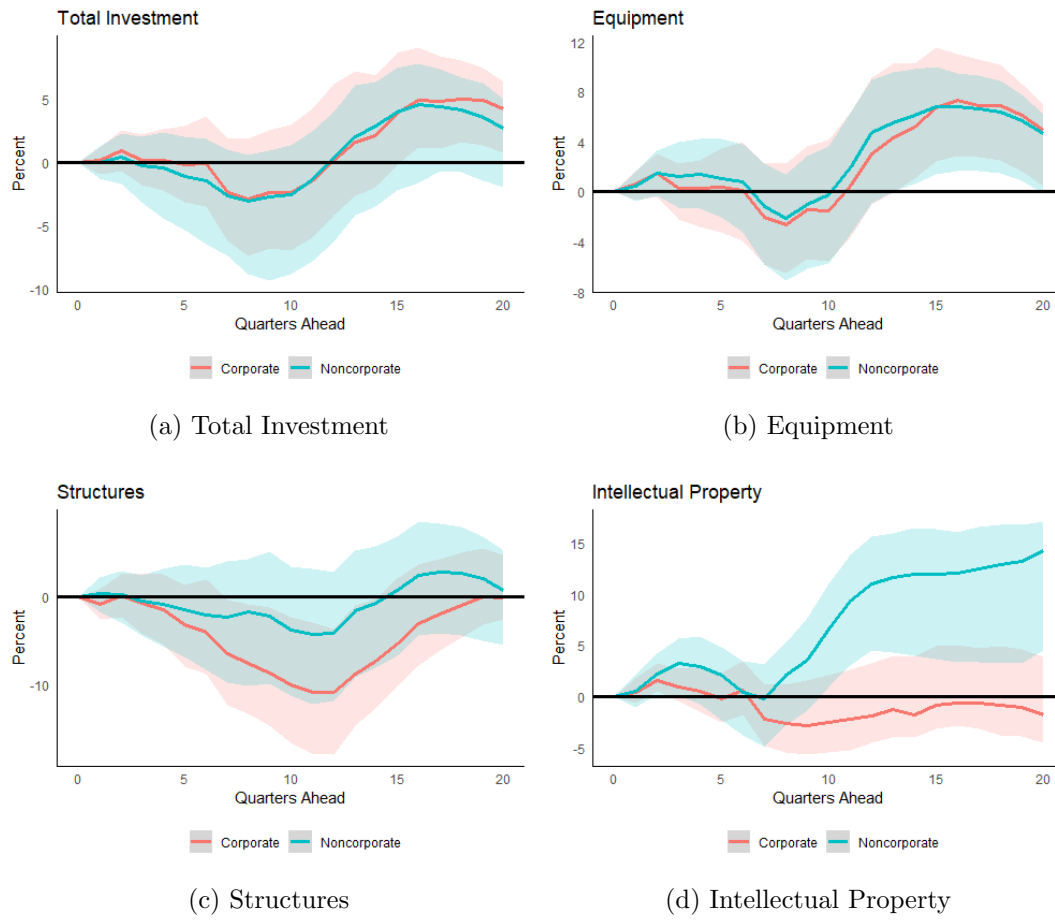 Total Investment
Percent
5
0
-5
-10
0 5 10 15 20
Quarters Ahead
Corporate Noncorporate
(a) Total Investment
Equipment
Percent
12
8
4
0
-4
-8
0 5 10 15 20
Quarters Ahead
Corporate Noncorporate
(b) Equipment
Structures
Percent
0
-10
0 5 10 15 20
Quarters Ahead
Corporate Noncorporate
(c) Structures
Intellectual Property
Percent
15
10
5
0
-5
0 5 10 15 20
Quarters Ahead
Corporate Noncorporate
(d) Intellectual Property